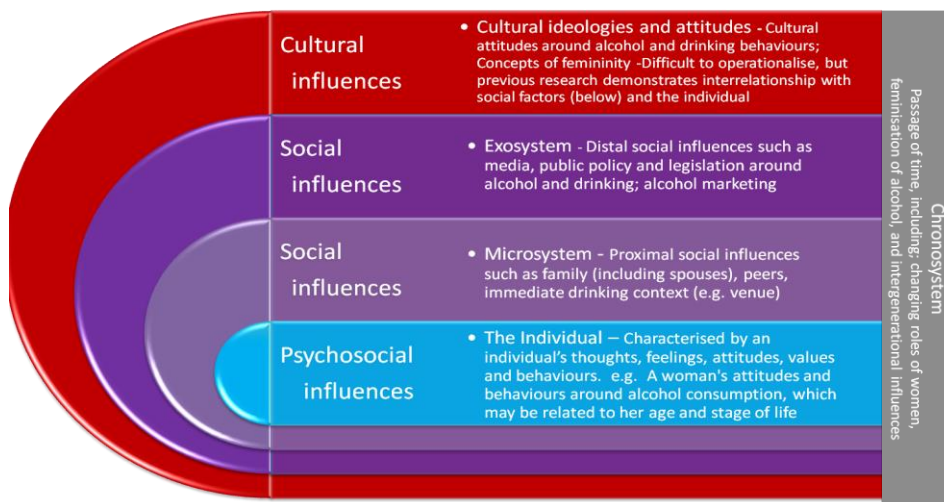 Cultural
influences
• Cultural ideologies and attitudes - Cultural
attitudes around alcohol and drinking behaviours;
Concepts of femininity -Difficult to operationalise, but
previous research demonstrates interrelationship with
social factors (below) and the individual
Social
influences
• Exosystem - Distal social influences such as
media, public policy and legislation around
alcohol and drinking; alcohol marketing
Social
influences
• Microsystem - Proximal social influences
such as family (including spouses), peers,
immediate drinking context (e.g. venue)
Psychosocial
influences
• The Individual – Characterised by an
individual's thoughts, feelings, attitudes, values
and behaviours. e.g. A woman's attitudes and
behaviours around alcohol consumption, which
may be related to her age and stage of life
Chronosystem
Passage of time, including; changing roles of women,
feminisation of alcohol, and intergenerational influences